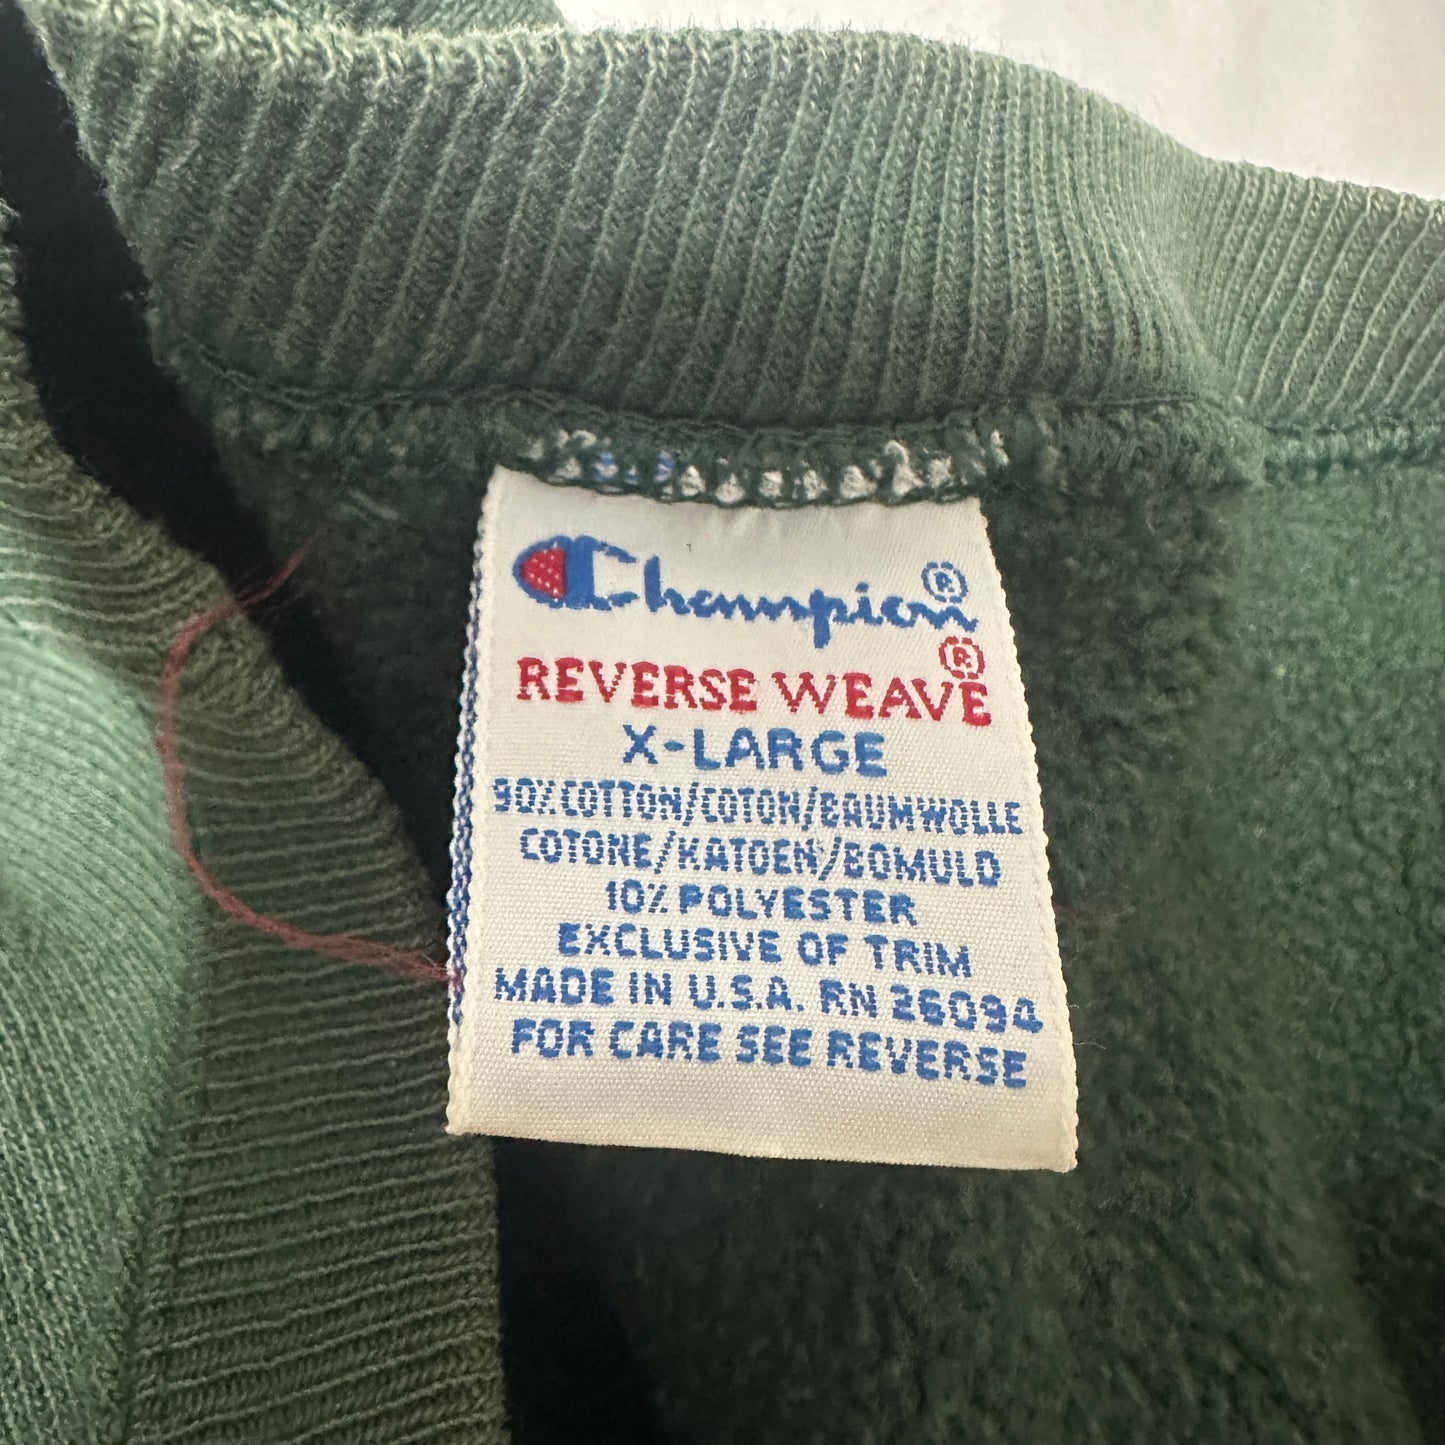 Champion®
REVERSE WEAVE®
X-LARGE
90% COTTON/COTON/BAUMWOLLE
COTONE/KATOEN/BOMULD
10% POLYESTER
EXCLUSIVE OF TRIM
MADE IN U.S.A. RN 26094
FOR CARE SEE REVERSE